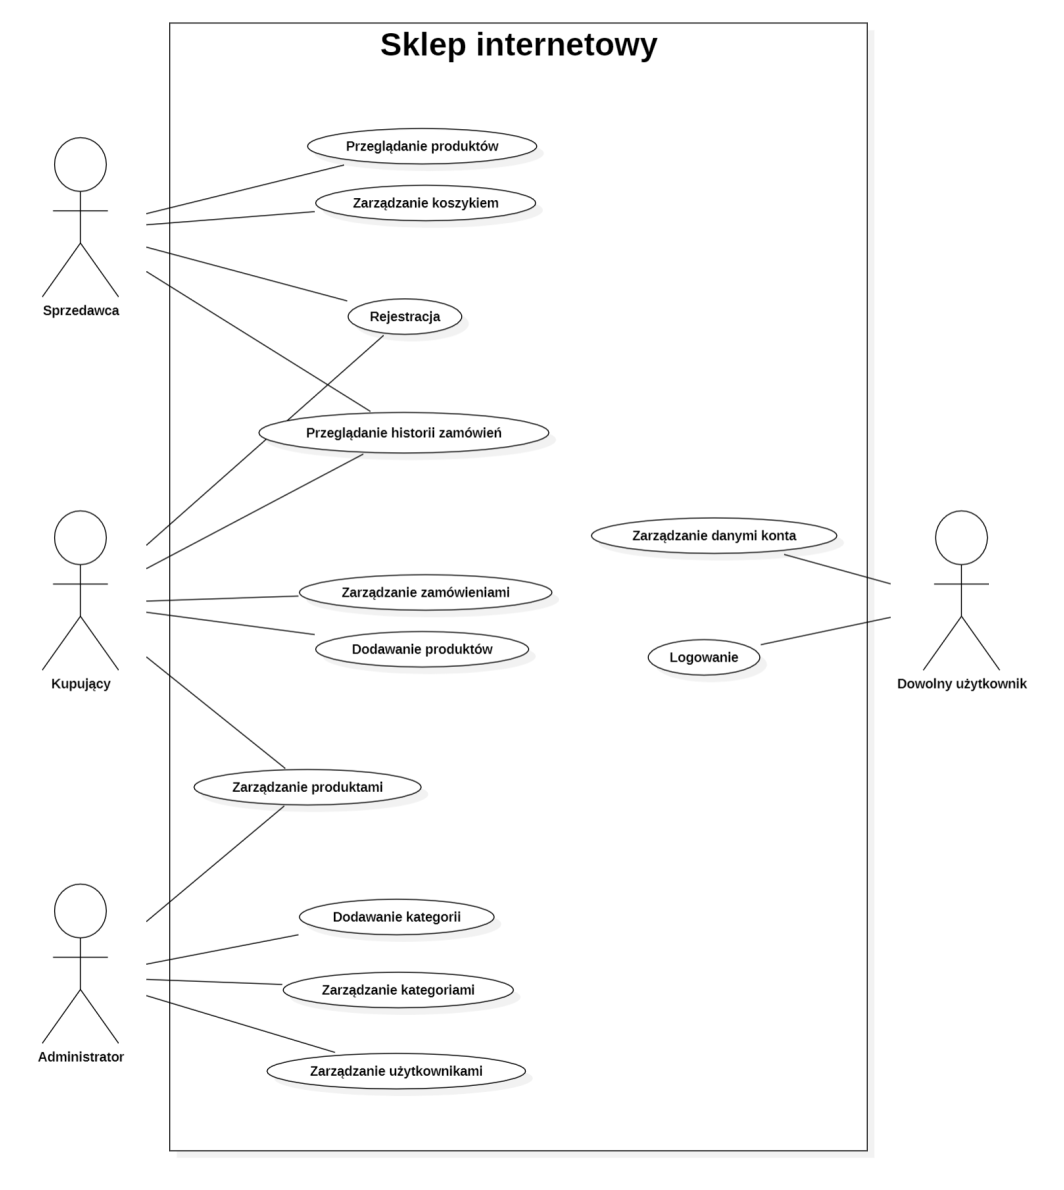 Sklep internetowy
Przeglądanie produktów
Zarządzanie koszykiem
Sprzedawca
Rejestracja
Przeglądanie historii zamówień
Zarządzanie danymi konta
Zarządzanie zamówieniami
Dodawanie produktów
Logowanie
Kupujący
Dowolny użytkownik
Zarządzanie produktami
Dodawanie kategorii
Zarządzanie kategoriami
Administrator
Zarządzanie użytkownikami